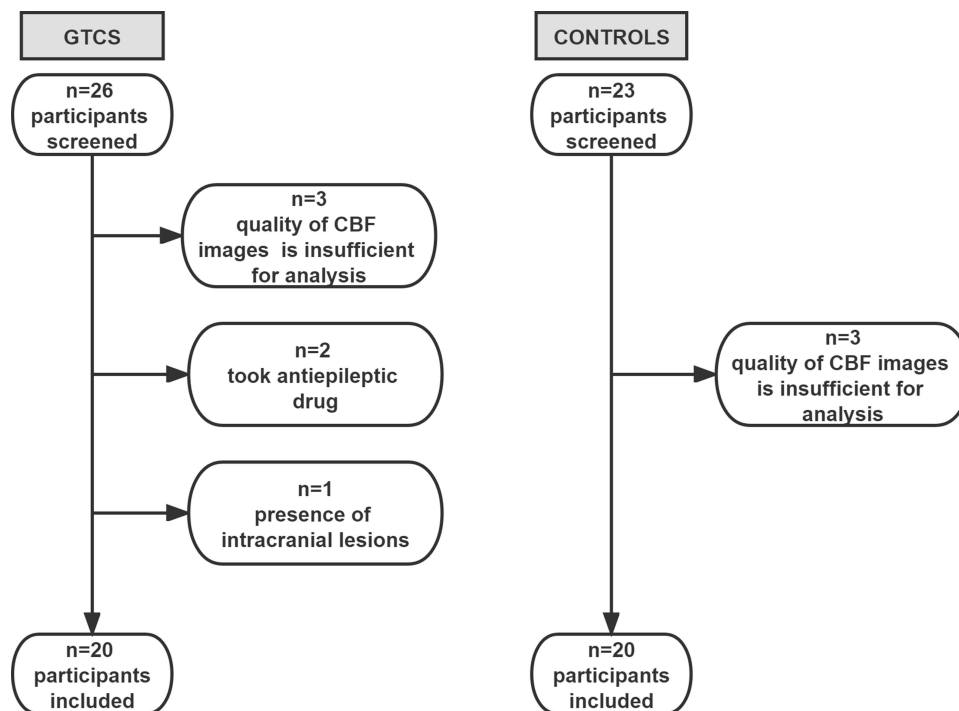 GTCS
n=26
participants
screened
n=3
quality of CBF
images is insufficient
for analysis
n=2
took antiepileptic
drug
n=1
presence of
intracranial lesions
n=20
participants
included
CONTROLS
n=23
participants
screened
n=3
quality of CBF images
is insufficient for
analysis
n=20
participants
included